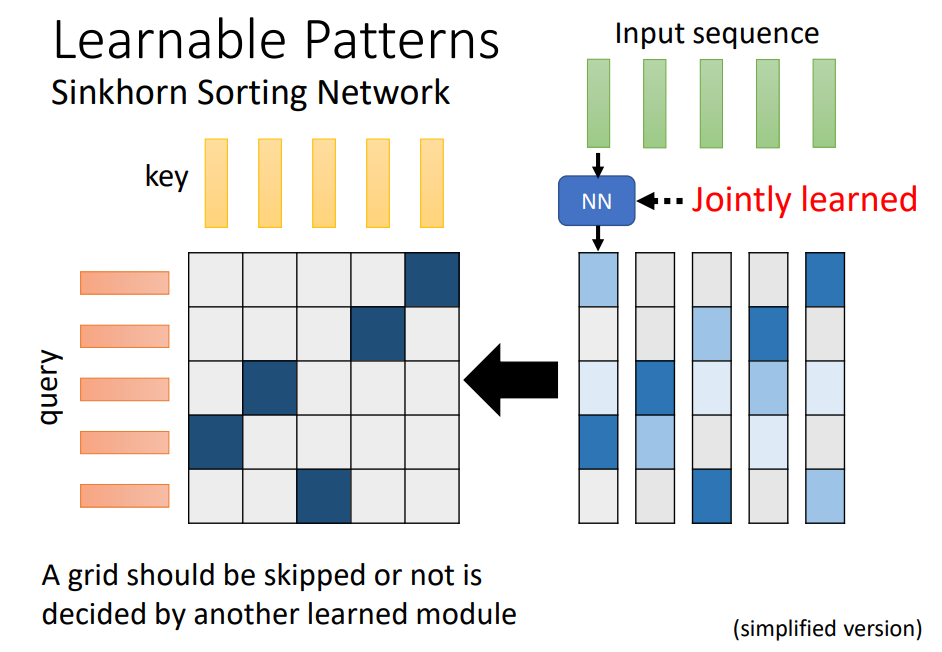 Learnable Patterns
Sinkhorn Sorting Network
Input sequence
key
NN
Jointly learned
query
A grid should be skipped or not is
decided by another learned module
(simplified version)